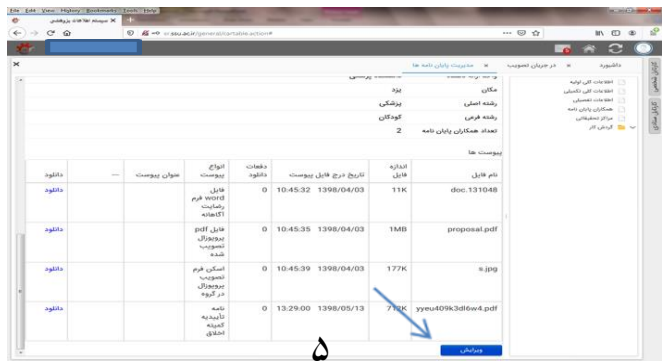 File Edit View History Bookmarks Tools Help
سیستم اطلاعات پژوهشی
داشبورد
در جریان تصویب
مدیریت پایان نامه ها
کارتابل شخصی
کارتابل ستادی
اطلاعات کلی اولیه
اطلاعات کلی تکمیلی
اطلاعات تفصیلی
همکاران پایان نامه
مراکز تحقیقاتی
گردش کار
مکان یزد
رشته اصلی پزشکی
رشته فرعی کودکان
تعداد همکاران پایان نامه 2
پیوست ها
نام فایل اندازه فایل تاریخ درج فایل پیوست دفعات دانلود انواع پیوست عنوان پیوست --- دانلود
doc.131048 11K 1398/04/03 10:45:32 0 فایل word فرم رضایت آگاهانه دانلود
proposal.pdf 1MB 1398/04/03 10:45:35 0 فایل pdf پروپوزال تصویب شده دانلود
s.jpg 177K 1398/04/03 10:45:39 0 اسکن فرم تصویب پروپوزال در گروه دانلود
yyeu409k3dl6w4.pdf 1398/05/13 13:29:00 0 نامه تأییدیه کمیته اخلاق دانلود
ویرایش
۵